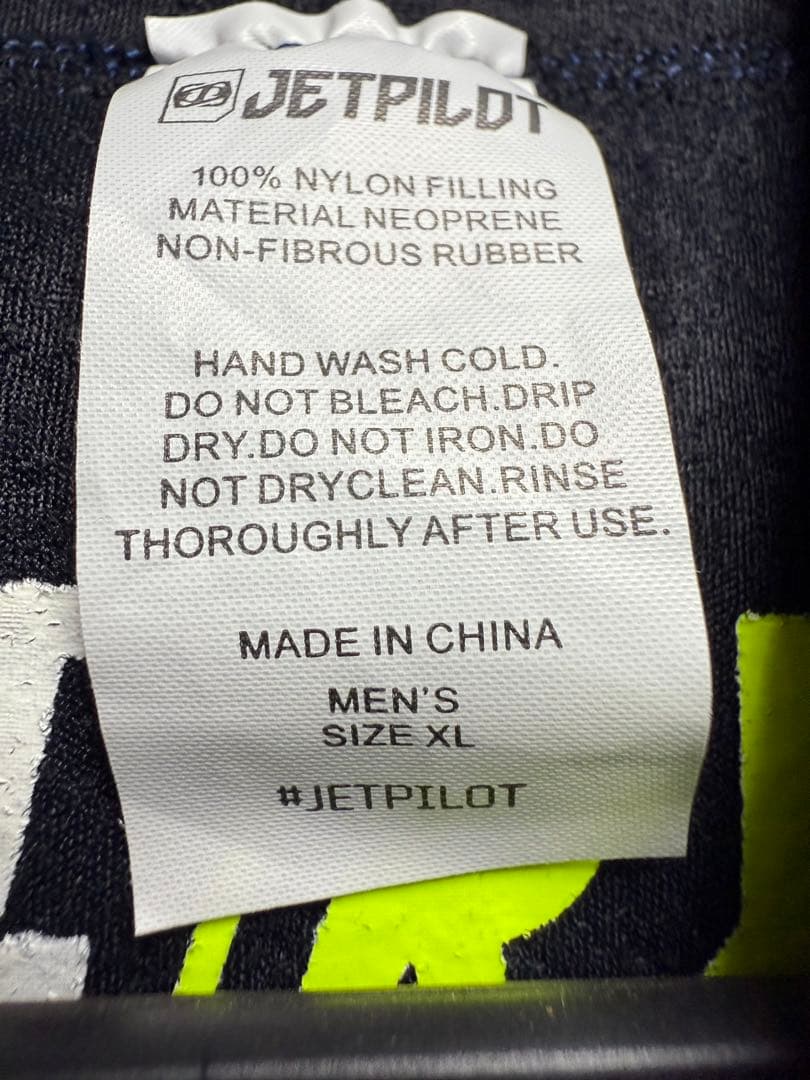 JETPILOT
100% NYLON FILLING
MATERIAL NEOPRENE
NON-FIBROUS RUBBER
HAND WASH COLD.
DO NOT BLEACH.DRIP
DRY.DO NOT IRON.DO
NOT DRYCLEAN.RINSE
THOROUGHLY AFTER USE.
MADE IN CHINA
MEN'S
SIZE XL
#JETPILOT